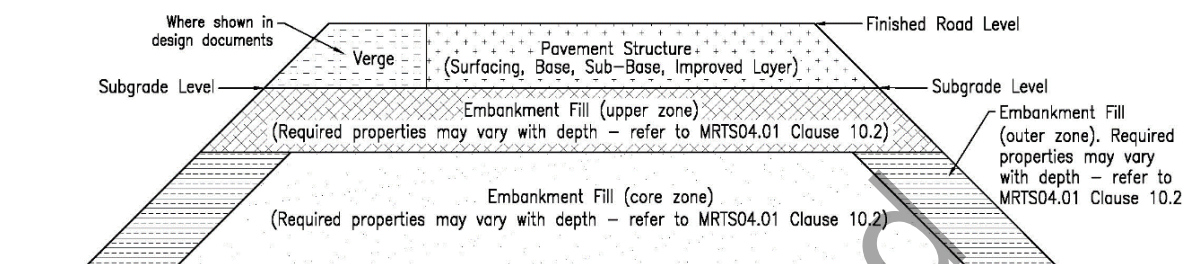 Where shown in
design documents
Finished Road Level
Verge
Pavement Structure
(Surfacing, Base, Sub-Base, Improved Layer)
Subgrade Level
Subgrade Level
Embankment Fill (upper zone)
(Required properties may vary with depth – refer to MRTS04.01 Clause 10.2)
Embankment Fill
(outer zone). Required
properties may vary
with depth – refer to
MRTS04.01 Clause 10.2
Embankment Fill (core zone)
(Required properties may vary with depth – refer to MRTS04.01 Clause 10.2)